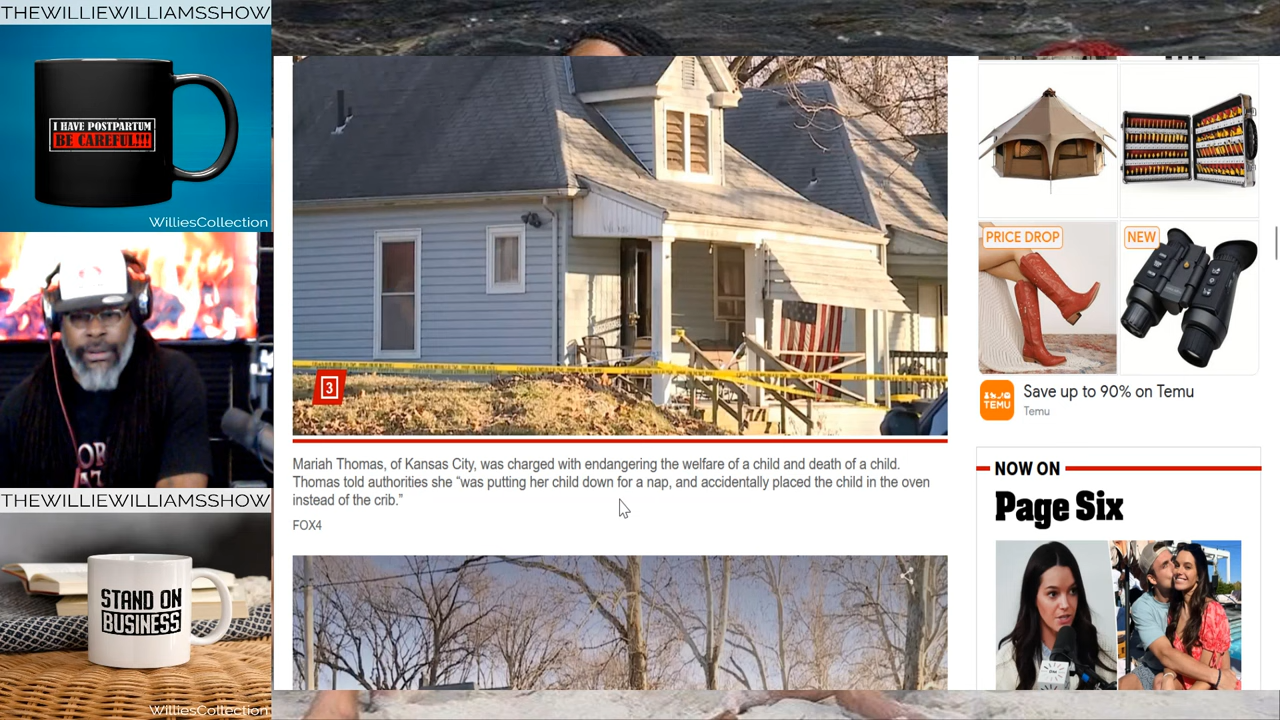 THEWILLIEWILLIAMSSHOW
I HAVE POSTPARTUM
BE CAREFUL!!!
WilliesCollection
THEWILLIEWILLIAMSSHOW
STAND ON
BUSINESS
WilliesCollection
3
Mariah Thomas, of Kansas City, was charged with endangering the welfare of a child and death of a child.
Thomas told authorities she “was putting her child down for a nap, and accidentally placed the child in the oven
instead of the crib.”
FOX4
PRICE DROP
NEW
TEMU
Save up to 90% on Temu
Temu
NOW ON
Page Six